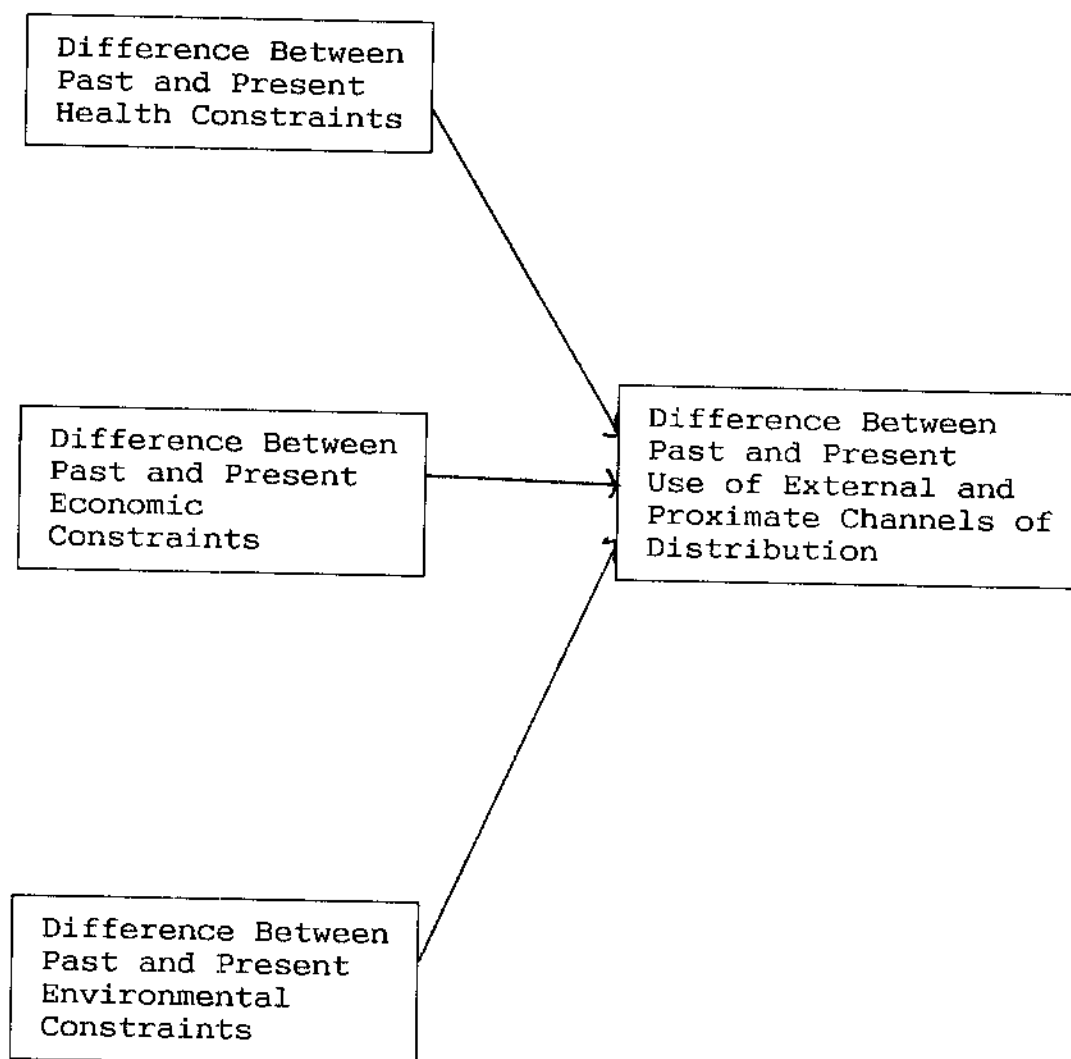 Difference Between
Past and Present
Health Constraints
Difference Between
Past and Present
Economic
Constraints
Difference Between
Past and Present
Use of External and
Proximate Channels of
Distribution
Difference Between
Past and Present
Environmental
Constraints